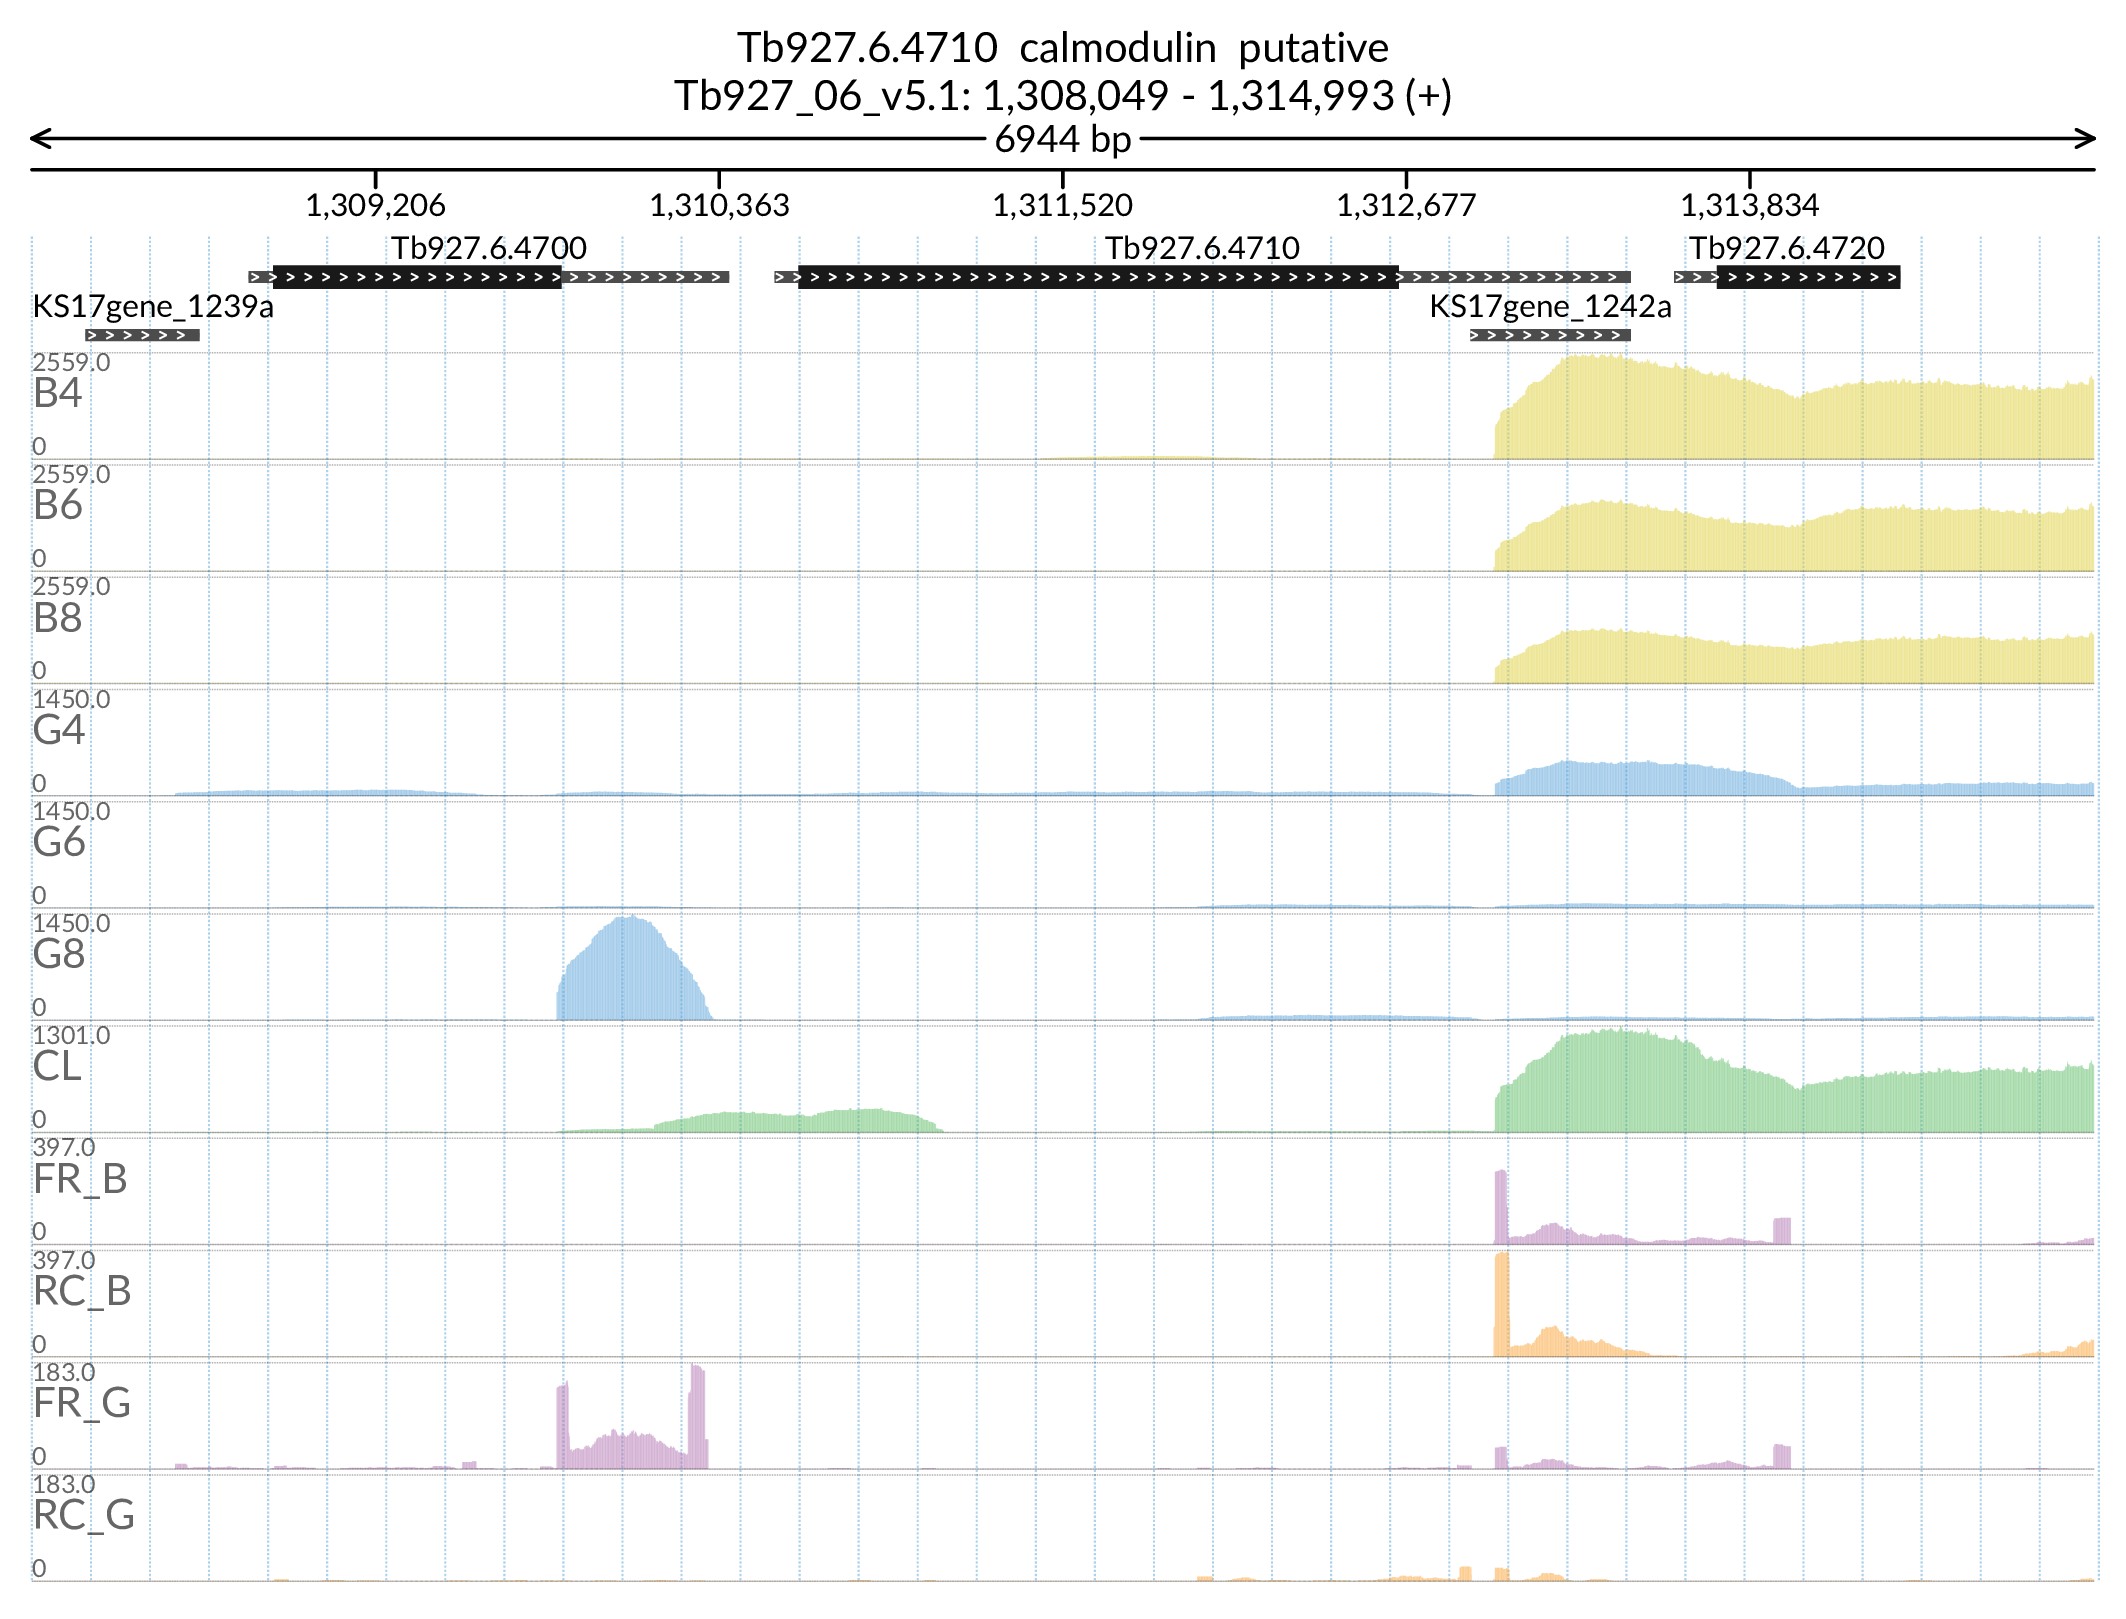 Tb927.6.4710 calmodulin putative
Tb927_06_v5.1: 1,308,049 - 1,314,993 (+)
6944 bp
1,309,206 1,310,363 1,311,520 1,312,677 1,313,834
Tb927.6.4700 Tb927.6.4710 Tb927.6.4720
KS17gene_1239a KS17gene_1242a
2559.0
B4
0
2559.0
B6
0
2559.0
B8
0
1450.0
G4
0
1450.0
G6
0
1450.0
G8
0
1301.0
CL
0
397.0
FR_B
0
397.0
RC_B
0
183.0
FR_G
0
183.0
RC_G
0